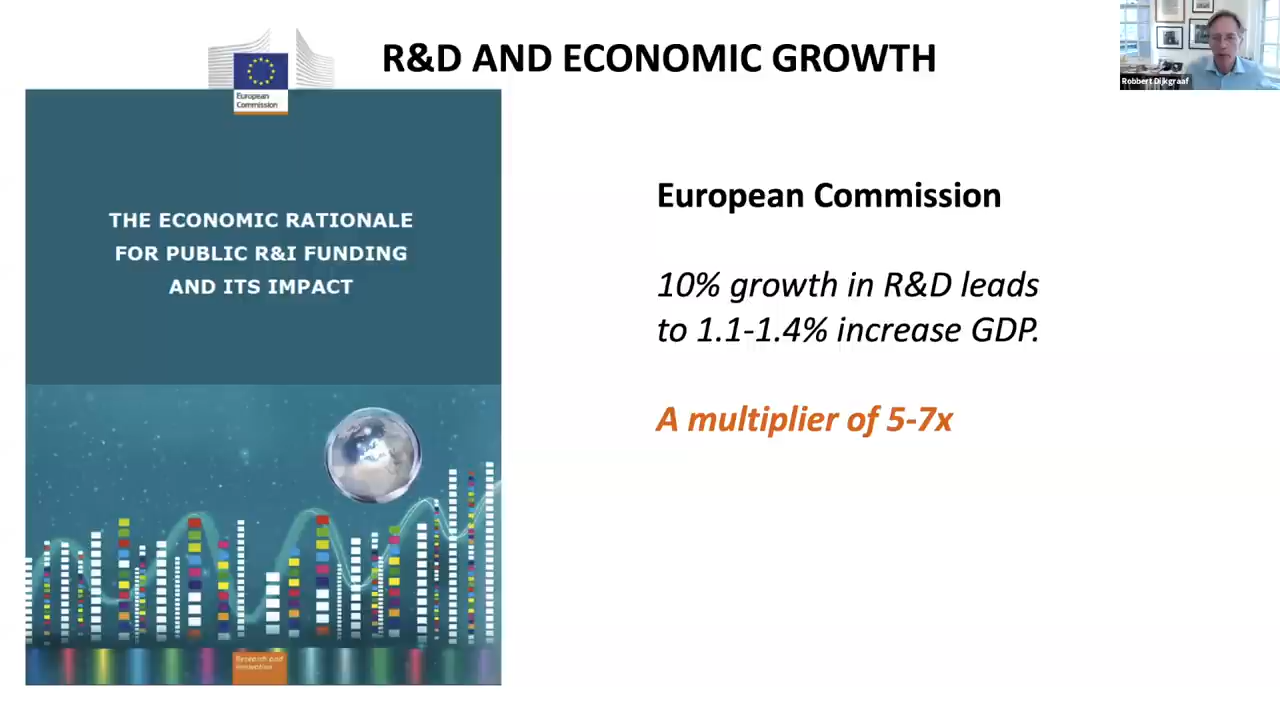 European
Commission
R&D AND ECONOMIC GROWTH
Robbert Dijkgraaf
THE ECONOMIC RATIONALE
FOR PUBLIC R&I FUNDING
AND ITS IMPACT
Research and
Innovation
European Commission
10% growth in R&D leads
to 1.1-1.4% increase GDP.
A multiplier of 5-7x